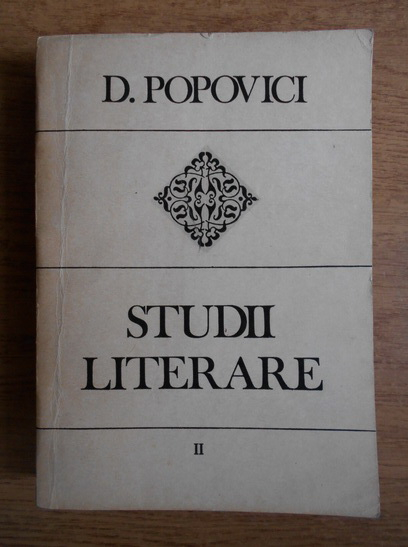 D. POPOVICI
STUDII
LITERARE
II